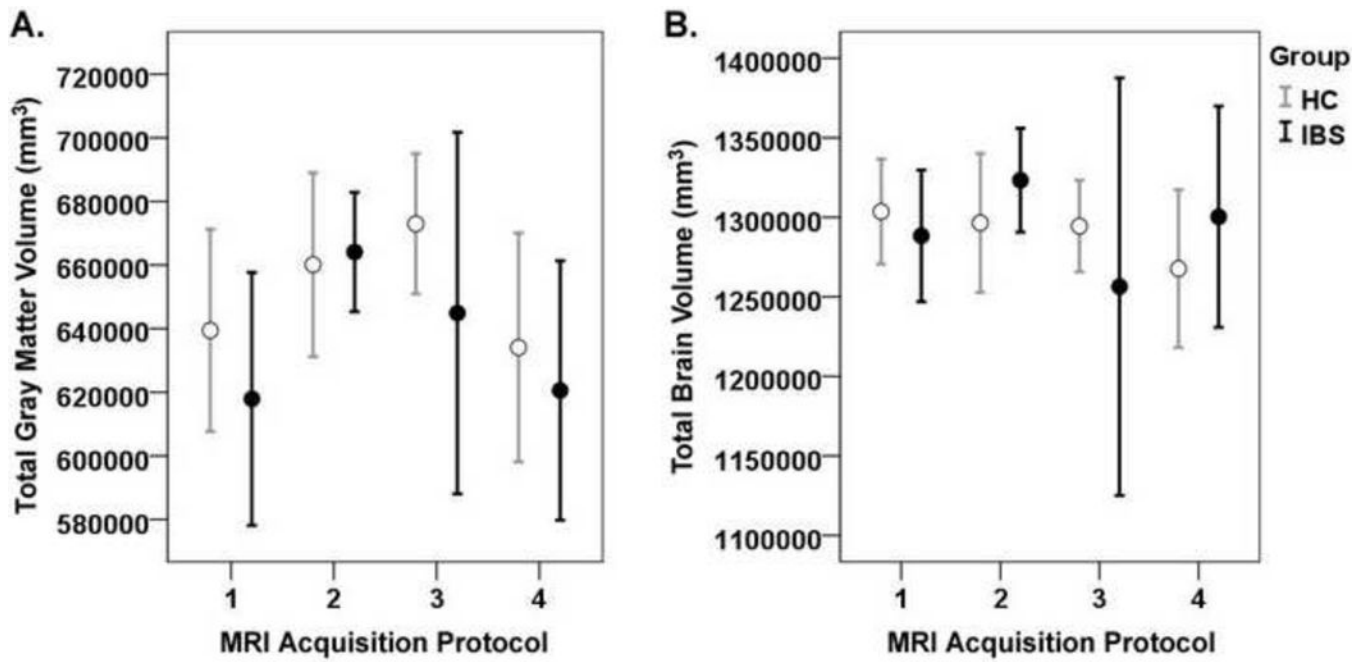 A.
Total Gray Matter Volume (mm³)
720000
700000
680000
660000
640000
620000
600000
580000
1 2 3 4
MRI Acquisition Protocol
B.
Total Brain Volume (mm³)
1400000
1350000
1300000
1250000
1200000
1150000
1100000
1 2 3 4
MRI Acquisition Protocol
Group
HC
IBS